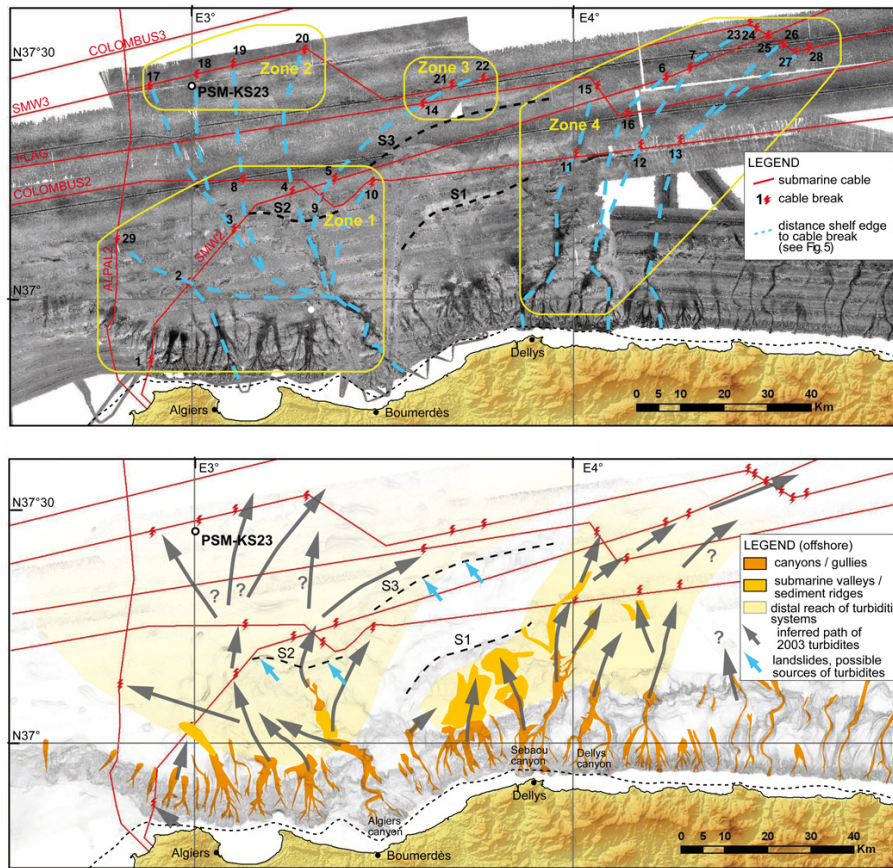 E3°
E4°
N37°30
COLOMBUS3
20
19
18
17
Zone 2
PSM-KS23
SMW3
Zone 3
22
21
14
23
24
26
25
27
28
7
6
15
16
Zone 4
FLAG
S3
COLOMBUS2
8
4
5
11
12
13
S1
10
9
S2
Zone 1
3
SMW2
29
ALPAL2
2
N37°
1
LEGEND
submarine cable
1 cable break
distance shelf edge
to cable break
(see Fig.5)
Dellys
Algiers
Boumerdès
0 5 10 20 30 40
Km
E3°
E4°
N37°30
PSM-KS23
?
?
?
?
S3
S1
S2
?
LEGEND (offshore)
canyons / gullies
submarine valleys /
sediment ridges
distal reach of turbiditic
systems
inferred path of
2003 turbidites
landslides, possible
sources of turbidites
N37°
Sebaou
canyon
Dellys
canyon
Dellys
Algiers
canyon
Algiers
Boumerdès
0 5 10 20 30 40
Km